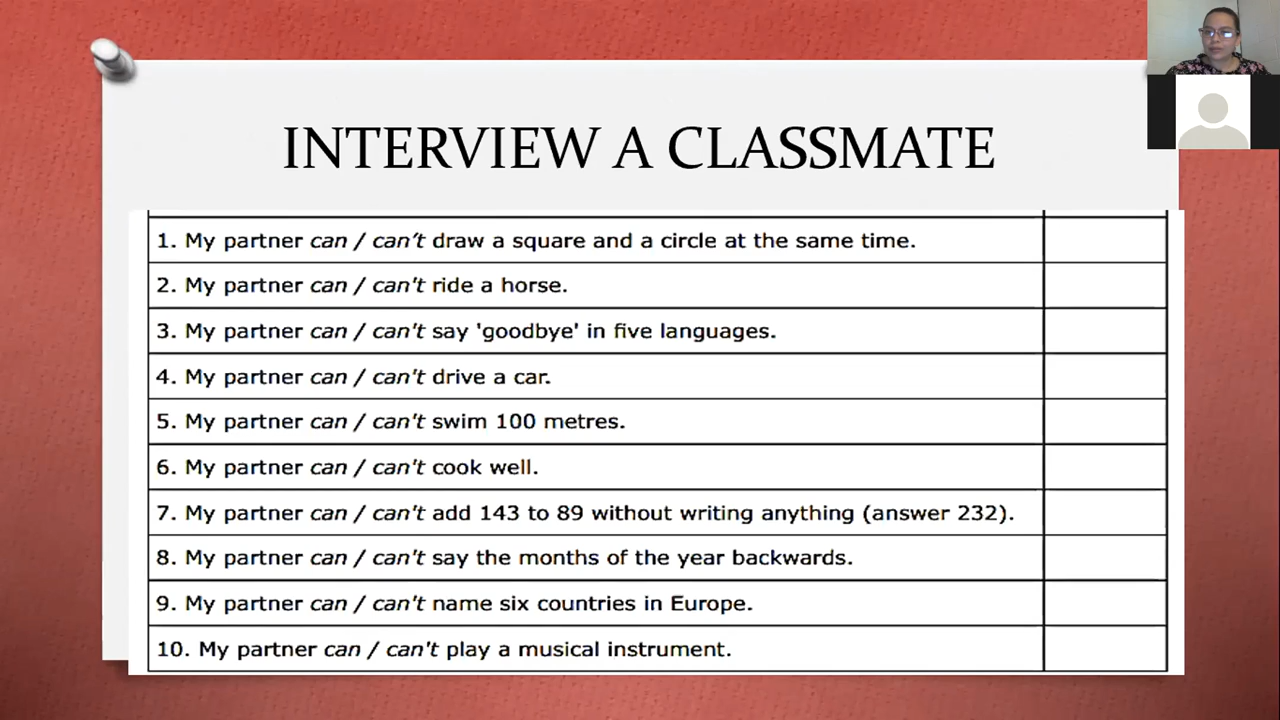 INTERVIEW A CLASSMATE
1. My partner can / can't draw a square and a circle at the same time.
2. My partner can / can't ride a horse.
3. My partner can / can't say 'goodbye' in five languages.
4. My partner can / can't drive a car.
5. My partner can / can't swim 100 metres.
6. My partner can / can't cook well.
7. My partner can / can't add 143 to 89 without writing anything (answer 232).
8. My partner can / can't say the months of the year backwards.
9. My partner can / can't name six countries in Europe.
10. My partner can / can't play a musical instrument.